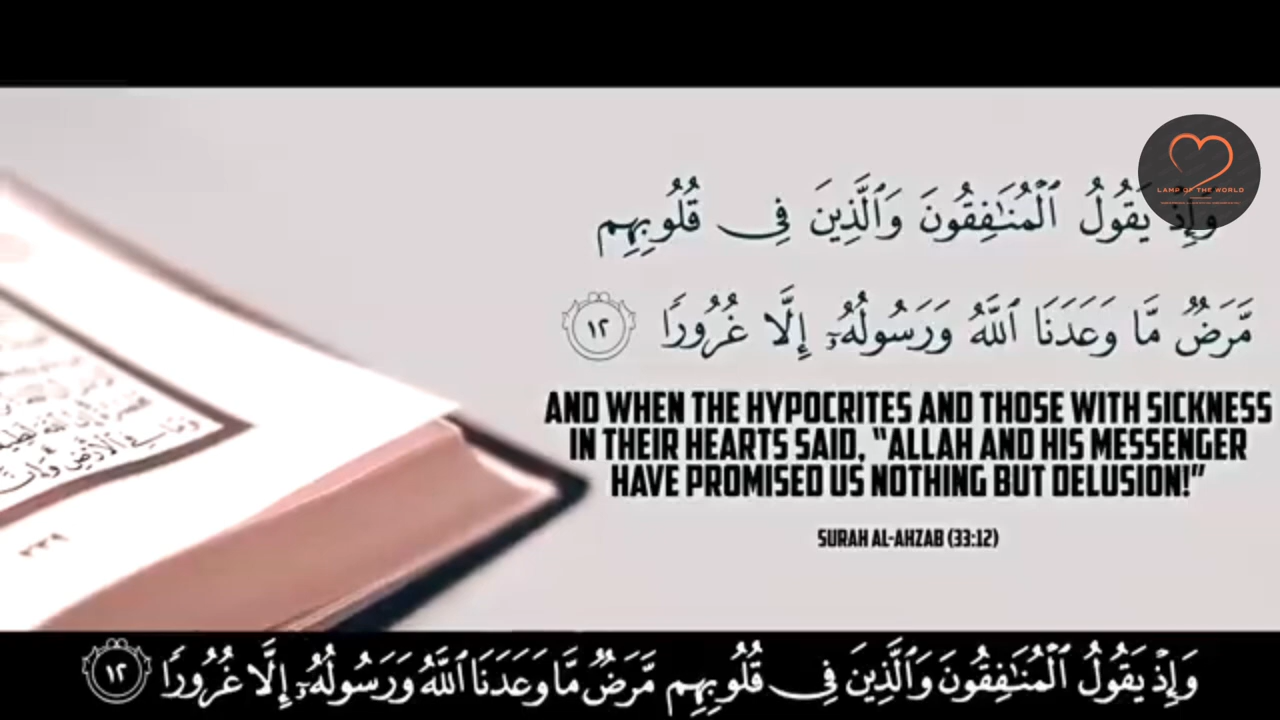 LAMP OF THE WORLD
وَإِذْ يَقُولُ ٱلْمُنَـٰفِقُونَ وَٱلَّذِينَ فِى قُلُوبِهِم
مَّرَضٌ مَّا وَعَدَنَا ٱللَّهُ وَرَسُولُهُۥٓ إِلَّا غُرُورًا ١٢
AND WHEN THE HYPOCRITES AND THOSE WITH SICKNESS
IN THEIR HEARTS SAID, “ALLAH AND HIS MESSENGER
HAVE PROMISED US NOTHING BUT DELUSION!”
SURAH AL-AHZAB (33:12)
وَإِذْ يَقُولُ ٱلْمُنَـٰفِقُونَ وَٱلَّذِينَ فِى قُلُوبِهِم مَّرَضٌ مَّا وَعَدَنَا ٱللَّهُ وَرَسُولُهُۥٓ إِلَّا غُرُورًا ١٢